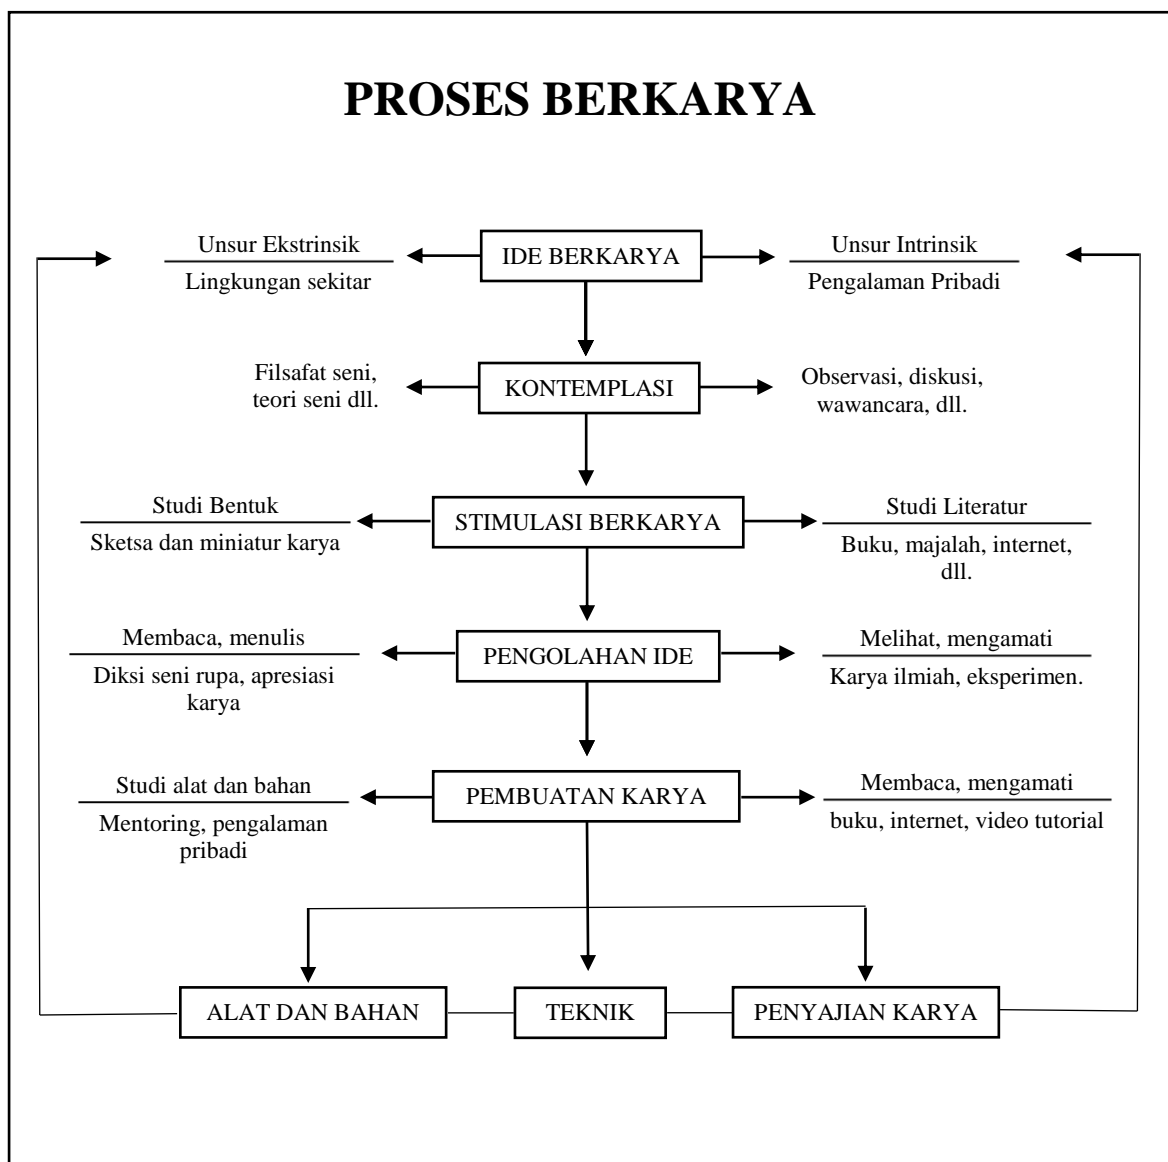 PROSES BERKARYA
Unsur Ekstrinsik
Lingkungan sekitar
IDE BERKARYA
Unsur Intrinsik
Pengalaman Pribadi
Filsafat seni,
teori seni dll.
KONTEMPLASI
Observasi, diskusi,
wawancara, dll.
Studi Bentuk
Sketsa dan miniatur karya
STIMULASI BERKARYA
Studi Literatur
Buku, majalah, internet,
dll.
Membaca, menulis
Diksi seni rupa, apresiasi
karya
PENGOLAHAN IDE
Melihat, mengamati
Karya ilmiah, eksperimen.
Studi alat dan bahan
Mentoring, pengalaman
pribadi
PEMBUATAN KARYA
Membaca, mengamati
buku, internet, video tutorial
ALAT DAN BAHAN
TEKNIK
PENYAJIAN KARYA